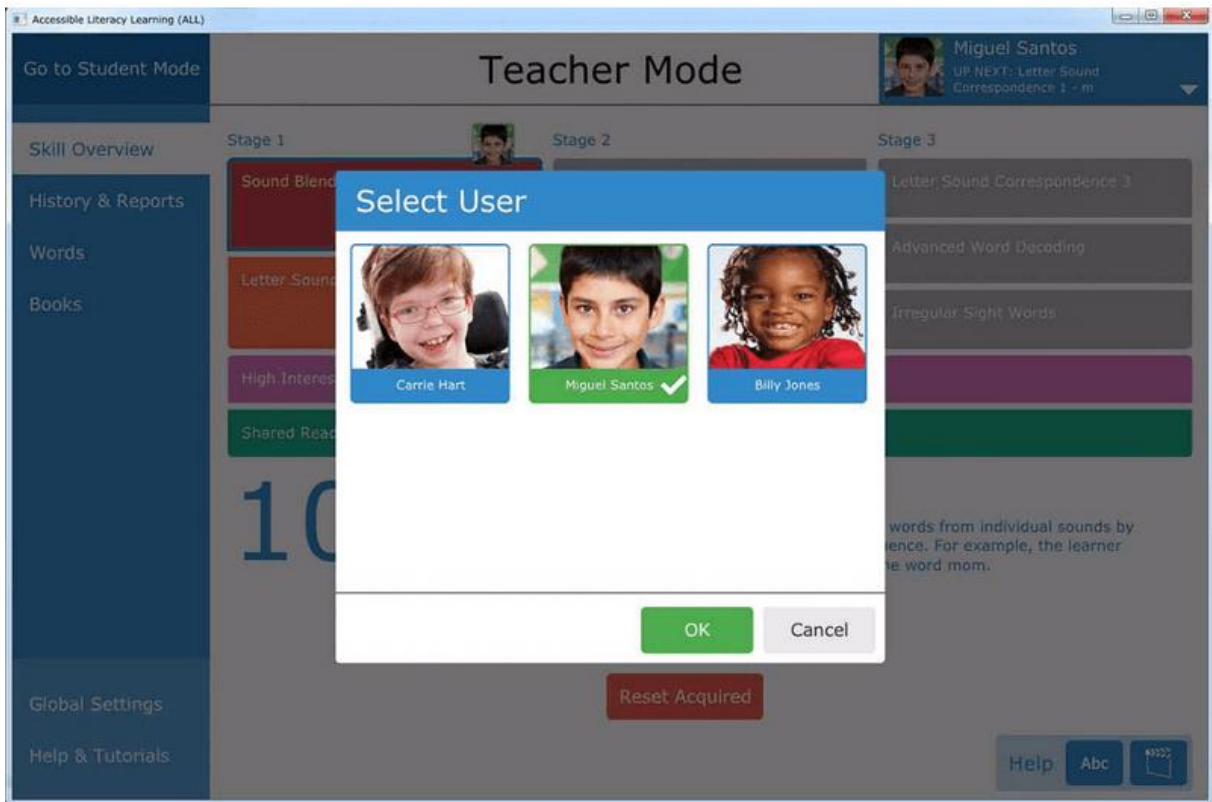 Accessible Literacy Learning (ALL)
Go to Student Mode
Teacher Mode
Miguel Santos
UP NEXT: Letter Sound
Correspondence 1 - m
Skill Overview
History & Reports
Words
Books
Global Settings
Help & Tutorials
Stage 1
Stage 2
Stage 3
Sound Blend
Letter Sound
High Interes
Shared Read
Letter Sound Correspondence 3
Advanced Word Decoding
Irregular Sight Words
Select User
Carrie Hart
Miguel Santos
Billy Jones
OK
Cancel
10
words from individual sounds by
ence. For example, the learner
e word mom.
Reset Acquired
Help
Abc